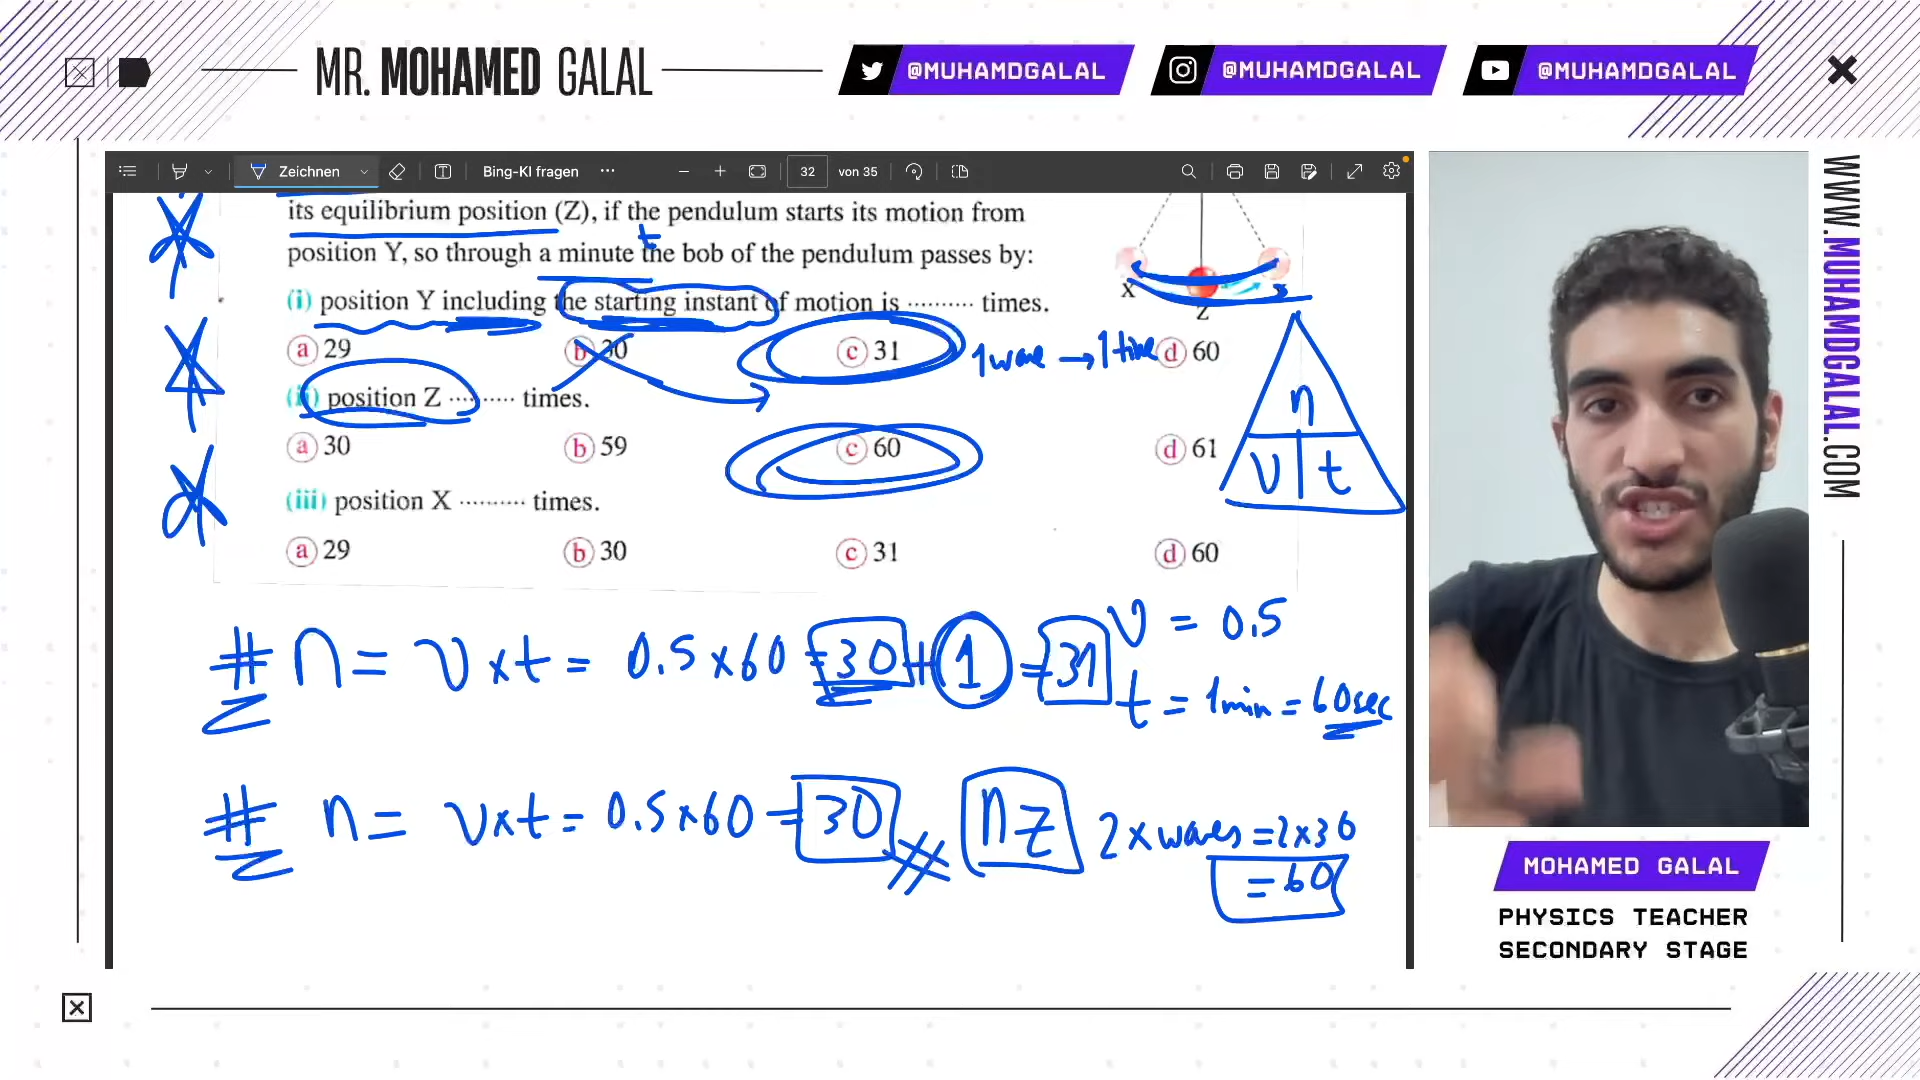 MR. MOHAMED GALAL
@MUHAMDGALAL
@MUHAMDGALAL
@MUHAMDGALAL
Zeichnen
Bing-KI fragen
32 von 35
its equilibrium position (Z), if the pendulum starts its motion from
t
position Y, so through a minute the bob of the pendulum passes by:
(i) position Y including the starting instant of motion is .......... times.
X
Z
a 29
b 30
c 31
1 wave → 1 time
d 60
(ii) position Z .......... times.
a 30
b 59
c 60
d 61
n
ν t
(iii) position X .......... times.
a 29
b 30
c 31
d 60
ν = 0.5
# n = ν × t = 0.5 × 60 = 30 + 1 = 31
t = 1 min = 60 sec
# n = ν × t = 0.5 × 60 = 30 # nz 2 × waves = 2 × 30
= 60
WWW.MUHAMDGALAL.COM
MOHAMED GALAL
PHYSICS TEACHER
SECONDARY STAGE